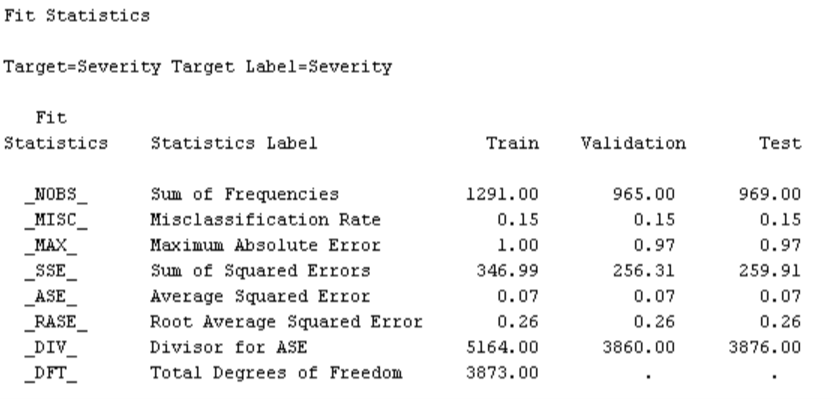 Fit Statistics
Target=Severity Target Label=Severity
Fit
Statistics Statistics Label Train Validation Test
_NOBS_ Sum of Frequencies 1291.00 965.00 969.00
_MISC_ Misclassification Rate 0.15 0.15 0.15
_MAX_ Maximum Absolute Error 1.00 0.97 0.97
_SSE_ Sum of Squared Errors 346.99 256.31 259.91
_ASE_ Average Squared Error 0.07 0.07 0.07
_RASE_ Root Average Squared Error 0.26 0.26 0.26
_DIV_ Divisor for ASE 5164.00 3860.00 3876.00
_DFT_ Total Degrees of Freedom 3873.00 . .